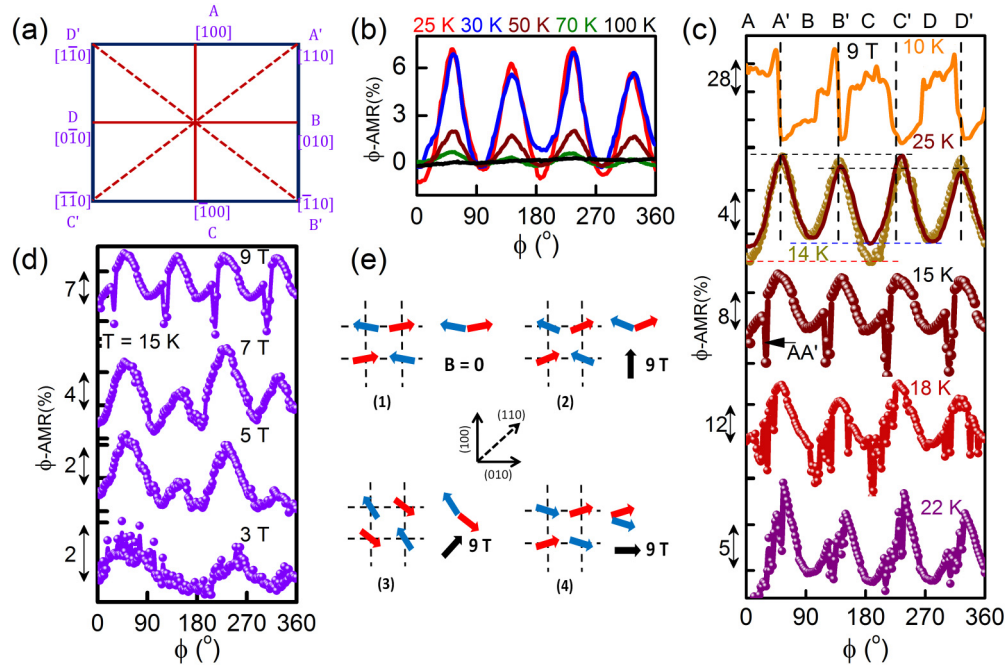 (a)
A
[100]
D'
[11̅0]
A'
[110]
D
[01̅0]
B
[010]
[1̅1̅0]
C'
[1̅00]
C
[1̅10]
B'
(b)
25 K 30 K 50 K 70 K 100 K
ϕ-AMR(%)
6
3
0
0 90 180 270 360
ϕ (°)
(c)
A A' B B' C C' D D'
9 T
10 K
28
25 K
4
14 K
ϕ-AMR(%)
15 K
8
AA'
18 K
12
22 K
5
0 90 180 270 360
ϕ (°)
(d)
9 T
7
T = 15 K
7 T
4
ϕ-AMR(%)
5 T
2
3 T
2
0 90 180 270 360
ϕ (°)
(e)
B = 0
(1)
9 T
(2)
(100)
(110)
(010)
9 T
(3)
9 T
(4)